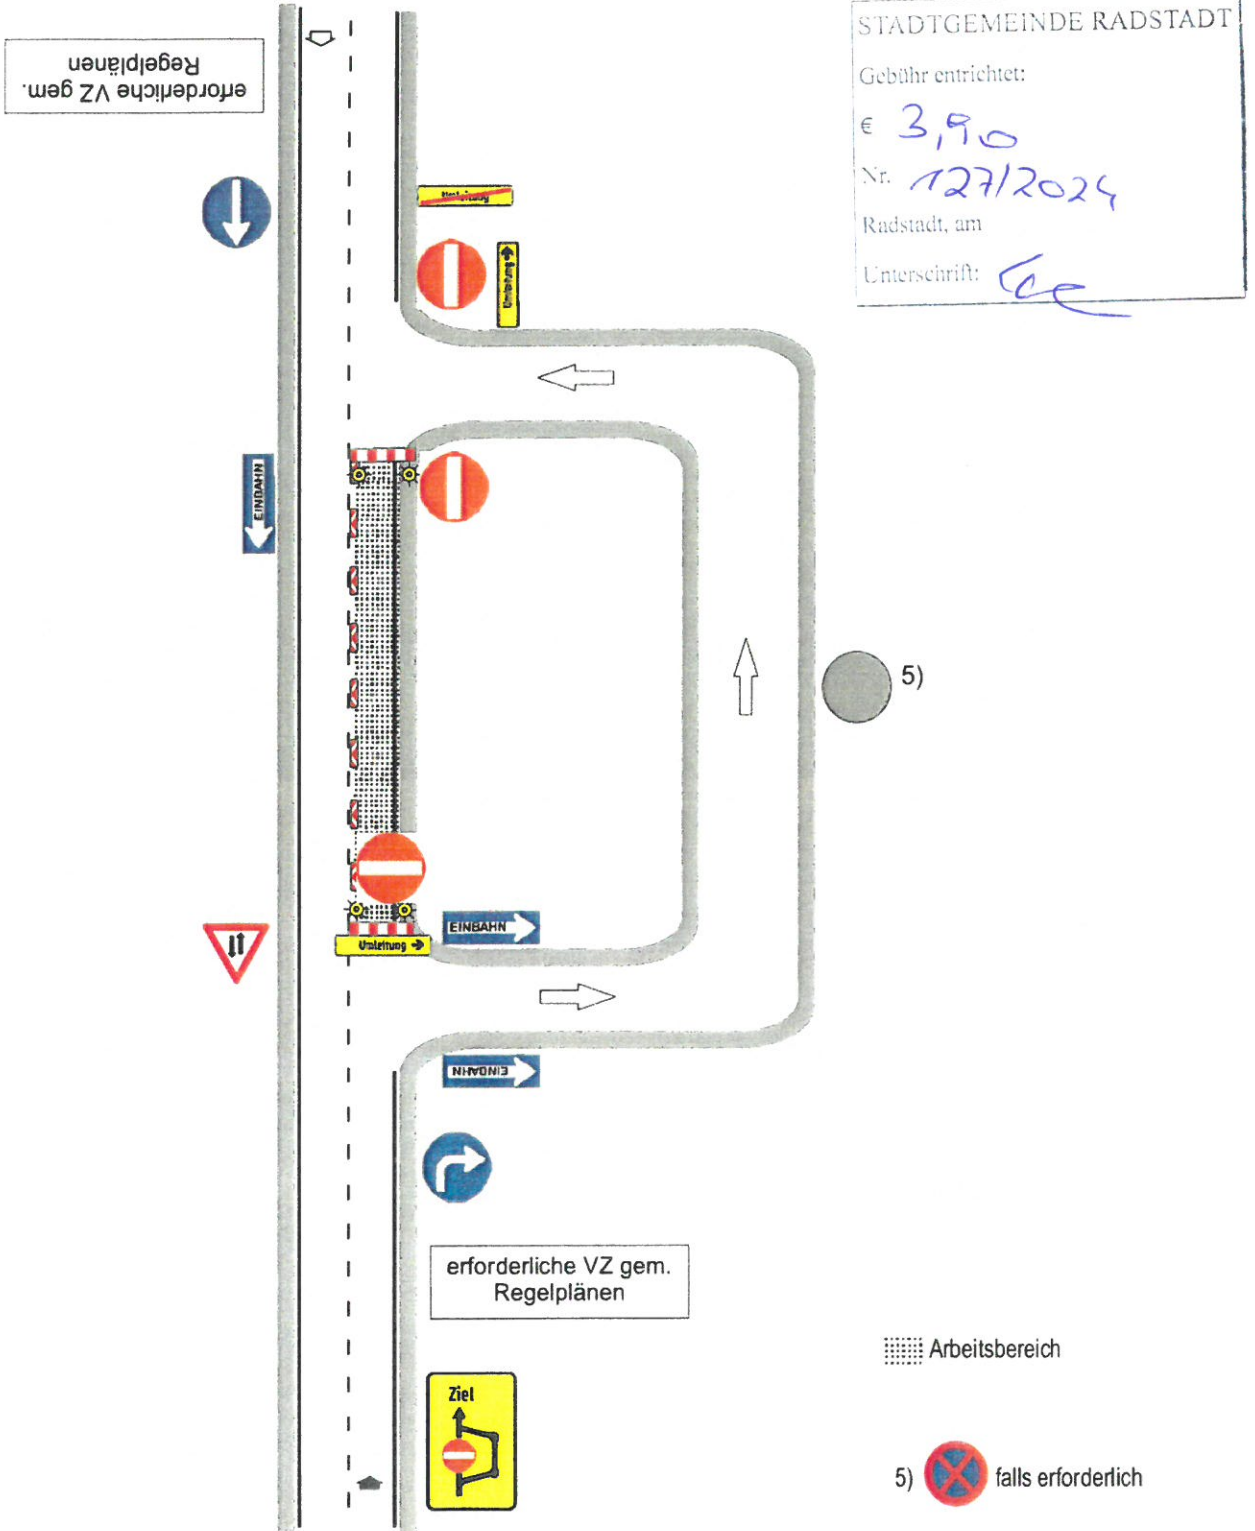 STADTGEMEINDE RADSTADT
Gebühr entrichtet:
€ 3,90
Nr. 127/2024
Radstadt, am
Unterschrift:
erforderliche VZ gem.
Regelplänen
Umleitung
Umleitung
EINBAHN
5)
EINBAHN
Umleitung
EINBAHN
erforderliche VZ gem.
Regelplänen
Arbeitsbereich
Ziel
5) falls erforderlich